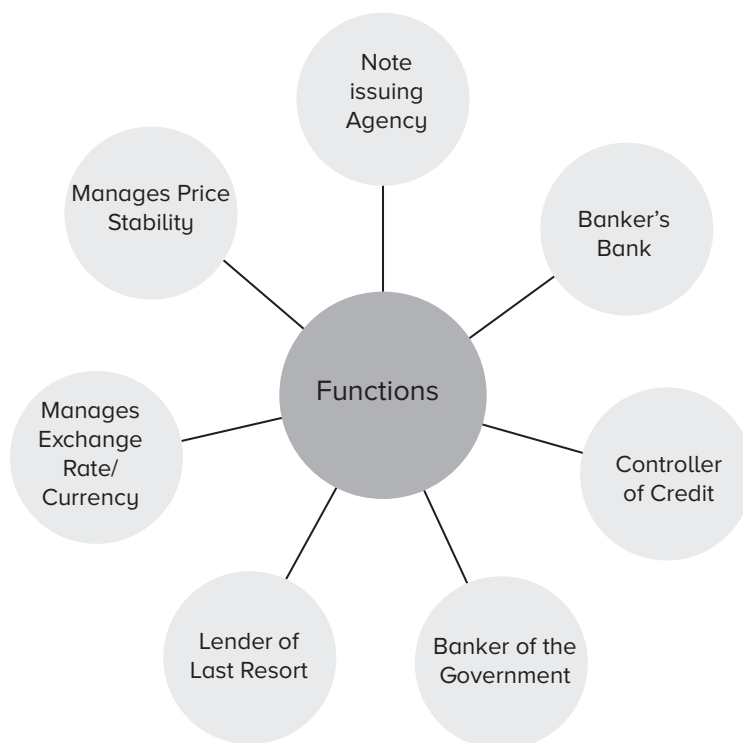 Note
issuing
Agency
Manages Price
Stability
Banker's
Bank
Functions
Manages
Exchange
Rate/
Currency
Controller
of Credit
Lender of
Last Resort
Banker of the
Government